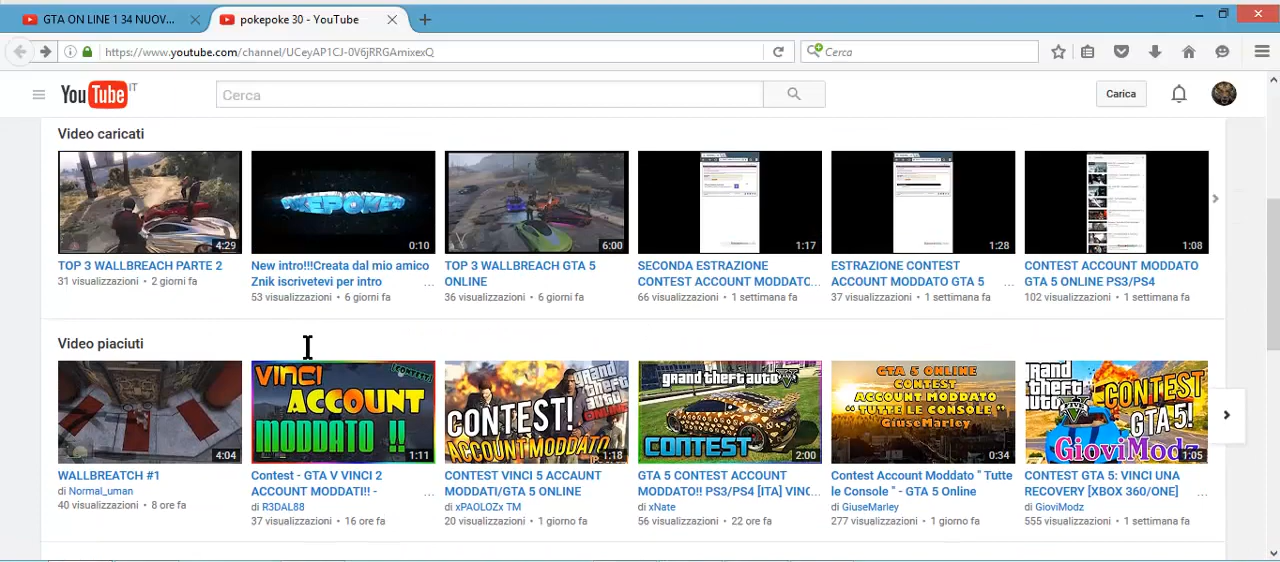 GTA ON LINE 1 34 NUOV...
pokepoke 30 - YouTube
https://www.youtube.com/channel/UCeyAP1CJ-0V6jRRGAmixexQ
Cerca
YouTube IT
Cerca
Carica
Video caricati
4:29
0:10
6:00
1:17
1:28
1:08
TOP 3 WALLBREACH PARTE 2
31 visualizzazioni • 2 giorni fa
New intro!!!Creata dal mio amico
Znik iscrivetevi per intro ...
53 visualizzazioni • 6 giorni fa
TOP 3 WALLBREACH GTA 5
ONLINE
36 visualizzazioni • 6 giorni fa
SECONDA ESTRAZIONE
CONTEST ACCOUNT MODDATO...
66 visualizzazioni • 1 settimana fa
ESTRAZIONE CONTEST
ACCOUNT MODDATO GTA 5 ...
37 visualizzazioni • 1 settimana fa
CONTEST ACCOUNT MODDATO
GTA 5 ONLINE PS3/PS4
102 visualizzazioni • 1 settimana fa
Video piaciuti
4:04
VINCI
[CONTEST]
ACCOUNT
MODDATO !!
1:11
grand theft auto
ONLINE
CONTEST!
ACCOUNT MODDATO
1:18
grand theft auto V
CONTEST
2:00
GTA 5 ONLINE
CONTEST
ACCOUNT MODDATO
" TUTTE LE CONSOLE "
GiuseMarley
0:34
grand
theft
auto
V
CONTEST
GTA 5!
GioviModz
1:05
WALLBREATCH #1
di Normal_uman
40 visualizzazioni • 8 ore fa
Contest - GTA V VINCI 2
ACCOUNT MODDATI!! - ...
di R3DAL88
37 visualizzazioni • 16 ore fa
CONTEST VINCI 5 ACCAUNT
MODDATI/GTA 5 ONLINE
di xPAOLOZx TM
20 visualizzazioni • 1 giorno fa
GTA 5 CONTEST ACCOUNT
MODDATO!! PS3/PS4 [ITA] VINC...
di xNate
56 visualizzazioni • 22 ore fa
Contest Account Moddato " Tutte
le Console " - GTA 5 Online
di GiuseMarley
277 visualizzazioni • 1 giorno fa
CONTEST GTA 5: VINCI UNA
RECOVERY [XBOX 360/ONE] ...
di GioviModz
555 visualizzazioni • 1 settimana fa